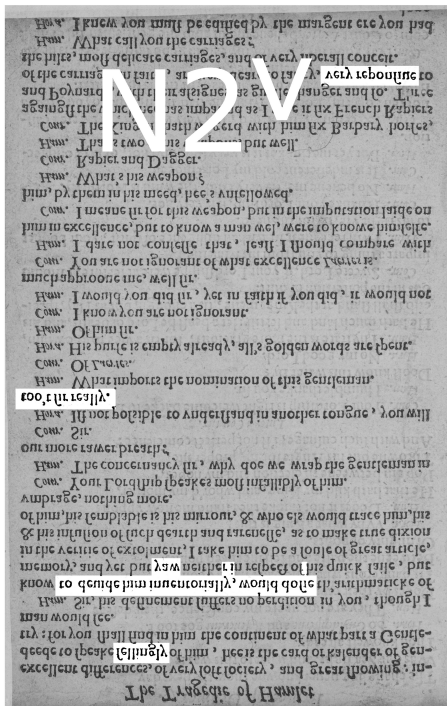 The Tragedie of Hamlet
excellent differences, of very ſoft ſociety, and great ſhowing : in-
deede to ſpeake ſellingly of him, hee is the card or kalender of gen-
try : for you ſhall find in him the continent of what part a Gentle-
man would ſee.
Ham. Sir, his definement ſuffers no perdition in you, though I
know to deuide him inuentorially, would doſie th'arithmaticke of
memory, and yet but yaw neither in reſpect of his quick ſaile, but
in the veritie of extolment, I take him to be a ſoule of great article,
& his infuſion of ſuch dearth and rareneſſe, as to make true dixion
of him, his ſemblable is his mirrour, & who els would trace him, his
vmbrage, nothing more.
Cour. Your Lordſhip ſpeakes moſt infallibly of him.
Ham. The concernancy ſir, why doe we wrap the gentleman in
our more rawer breath?
Cour. Sir.
Hora. Iſt not poſsible to vnderſtand in another tongue, you will
too't ſir really.
Ham. What imports the nomination of this gentleman.
Cour. Of Laertes.
Hora. His purſe is empty already, all's golden words are ſpent.
Ham. Of him ſir.
Cour. I know you are not ignorant.
Ham. I would you did ſir, yet in faith if you did, it would not
much approoue me, well ſir.
Cour. You are not ignorant of what excellence Laertes is.
Ham. I dare not confeſſe that, leaſt I ſhould compare with
him in excellence, but to know a man wel, were to knowe himſelfe.
Cour. I meane ſir for this weapon, but in the imputation laide on
him, by them in his meed, hee's vnfellowed.
Ham. What's his weapon?
Cour. Rapier and Dagger.
Ham. That's two of his weapons, but well.
Cour. The King hath wagerd with him ſix Barbary horſes,
againgſt the which hee has impaind as I take it ſix French Rapiers
and Poynards, with their aſsignes, as girdle, hanger and ſo. Three
of the carriages in faith, are very deare to fancy, very reponſiue to
the hilts, moſt delicate carriages, and of very liberall conceit.
Ham. What call you the carriages?
Hora. I knew you muſt be edified by the margent ere you had
N2v